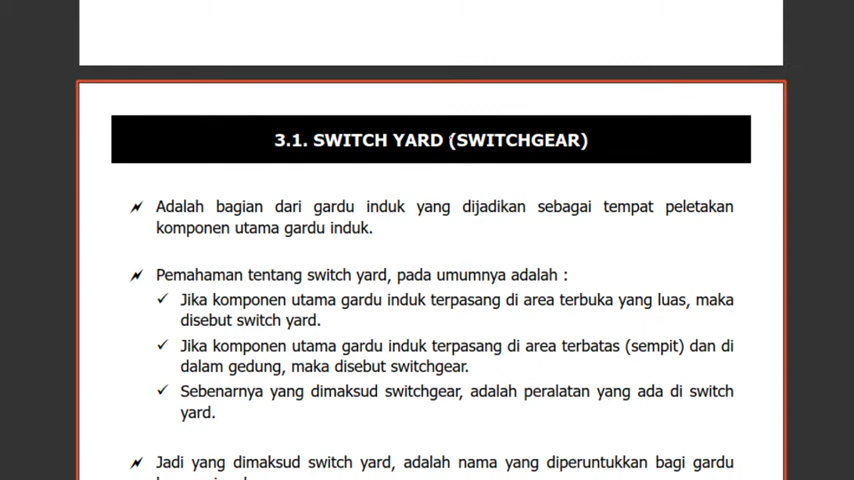 3.1. SWITCH YARD (SWITCHGEAR)
Adalah bagian dari gardu induk yang dijadikan sebagai tempat peletakan
komponen utama gardu induk.
Pemahaman tentang switch yard, pada umumnya adalah :
Jika komponen utama gardu induk terpasang di area terbuka yang luas, maka
disebut switch yard.
Jika komponen utama gardu induk terpasang di area terbatas (sempit) dan di
dalam gedung, maka disebut switchgear.
Sebenarnya yang dimaksud switchgear, adalah peralatan yang ada di switch
yard.
Jadi yang dimaksud switch yard, adalah nama yang diperuntukkan bagi gardu